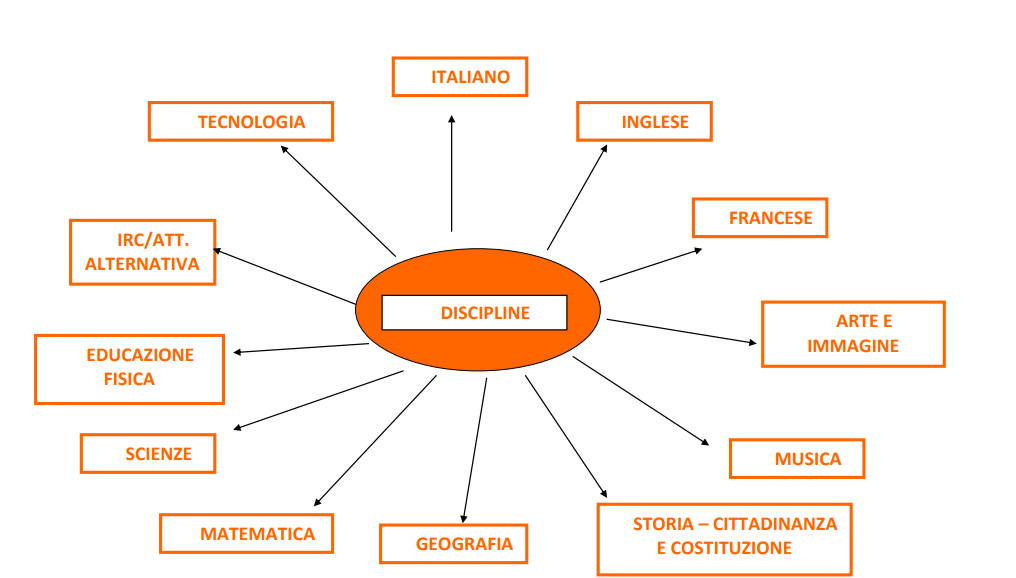 ITALIANO
TECNOLOGIA
INGLESE
FRANCESE
IRC/ATT.
ALTERNATIVA
DISCIPLINE
ARTE E
IMMAGINE
EDUCAZIONE
FISICA
SCIENZE
MUSICA
MATEMATICA
GEOGRAFIA
STORIA – CITTADINANZA
E COSTITUZIONE